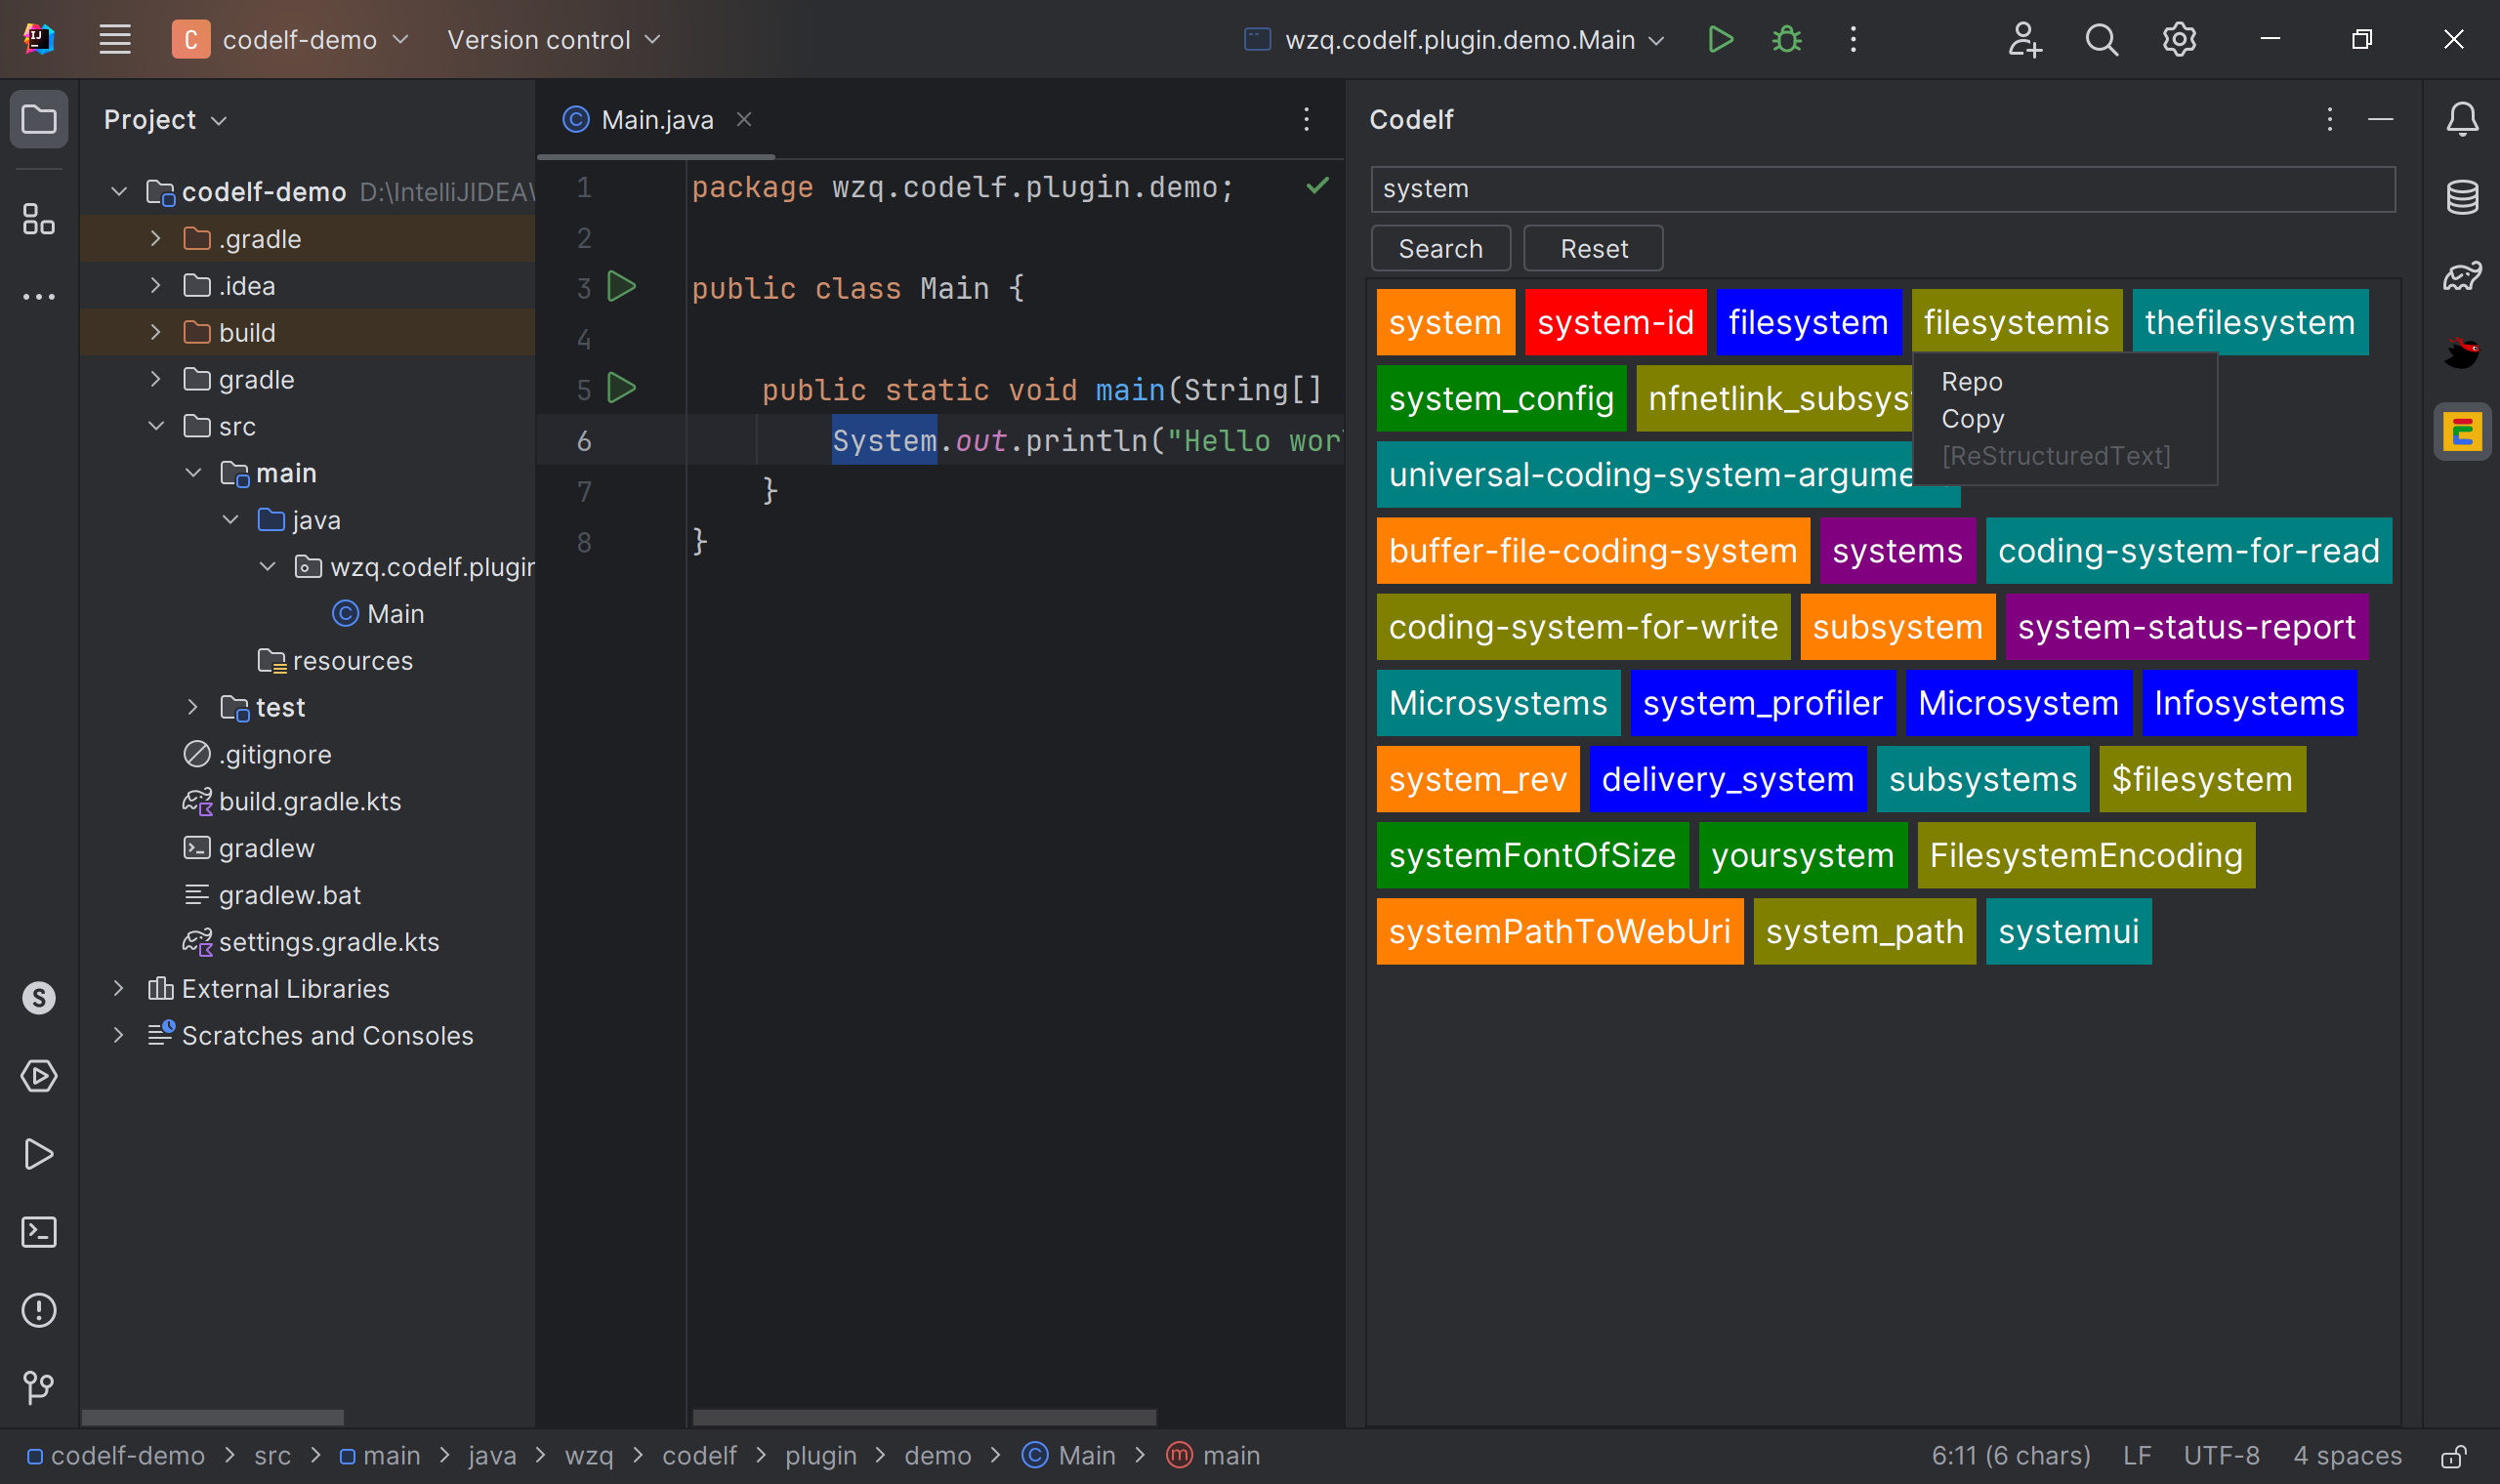 IJ
C codelf-demo Version control wzq.codelf.plugin.demo.Main
Project
codelf-demo D:\IntelliJIDEA\
.gradle
.idea
build
gradle
src
main
java
wzq.codelf.plugin
Main
resources
test
.gitignore
build.gradle.kts
gradlew
gradlew.bat
settings.gradle.kts
External Libraries
Scratches and Consoles
Main.java
1 package wzq.codelf.plugin.demo;
2
3 public class Main {
4
5 public static void main(String[]
6 System.out.println("Hello wor
7 }
8 }
Codelf
system
Search Reset
system system-id filesystem filesystemis thefilesystem
system_config nfnetlink_subsys
universal-coding-system-argume
Repo
Copy
[ReStructuredText]
buffer-file-coding-system systems coding-system-for-read
coding-system-for-write subsystem system-status-report
Microsystems system_profiler Microsystem Infosystems
system_rev delivery_system subsystems $filesystem
systemFontOfSize yoursystem FilesystemEncoding
systemPathToWebUri system_path systemui
E
S
codelf-demo src main java wzq codelf plugin demo Main main
6:11 (6 chars) LF UTF-8 4 spaces